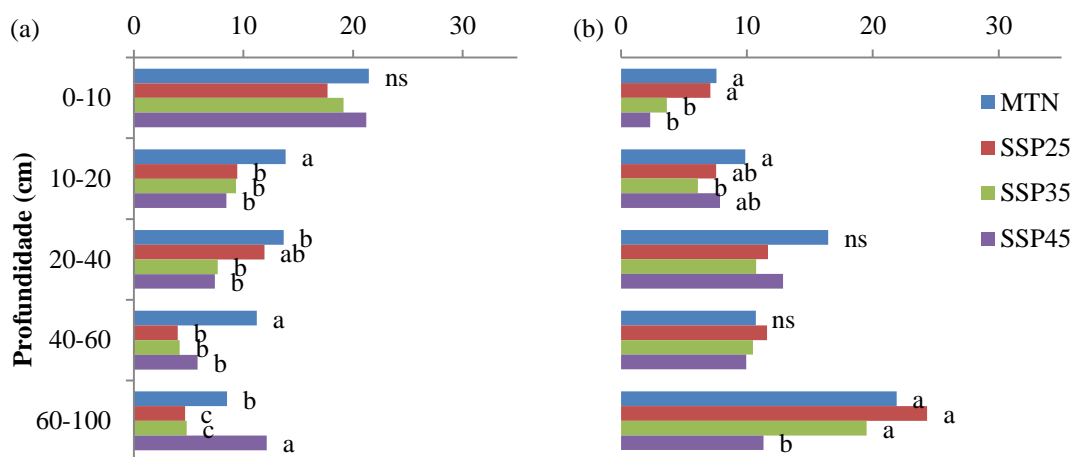 (a) 0 10 20 30
Profundidade (cm)
0-10 ns
10-20 a
b
b
b
20-40 b
ab
b
b
40-60 a
b
b
b
60-100 b
c
c
a
(b) 0 10 20 30
a
a
b
b
a
ab
b
ab
ns
ns
a
a
a
b
MTN
SSP25
SSP35
SSP45